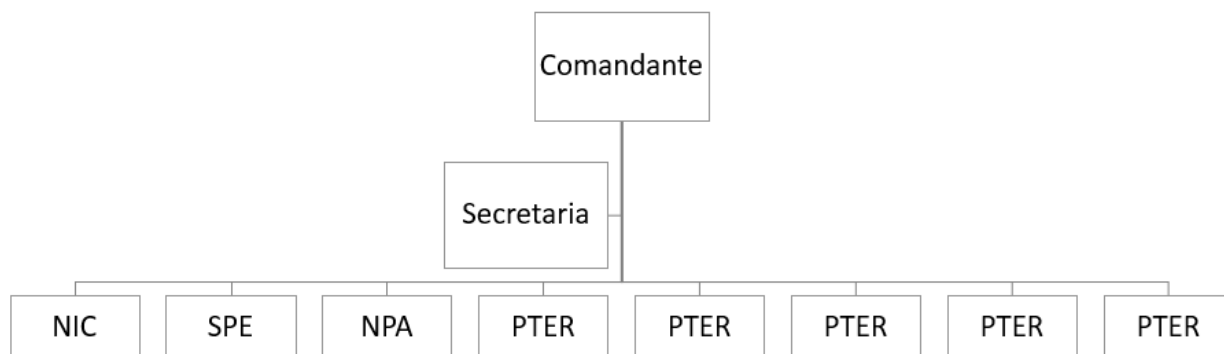 Comandante
Secretaria
NIC
SPE
NPA
PTER
PTER
PTER
PTER
PTER